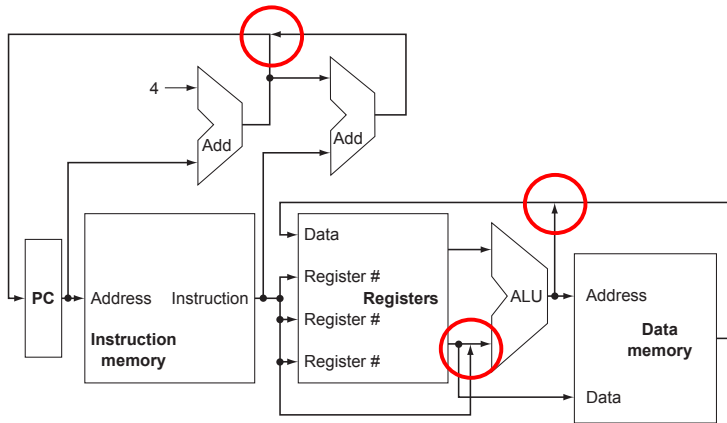 4
Add
Add
Data
Register #
Register #
Register #
Registers
PC
Address
Instruction
Instruction
memory
ALU
Address
Data
memory
Data